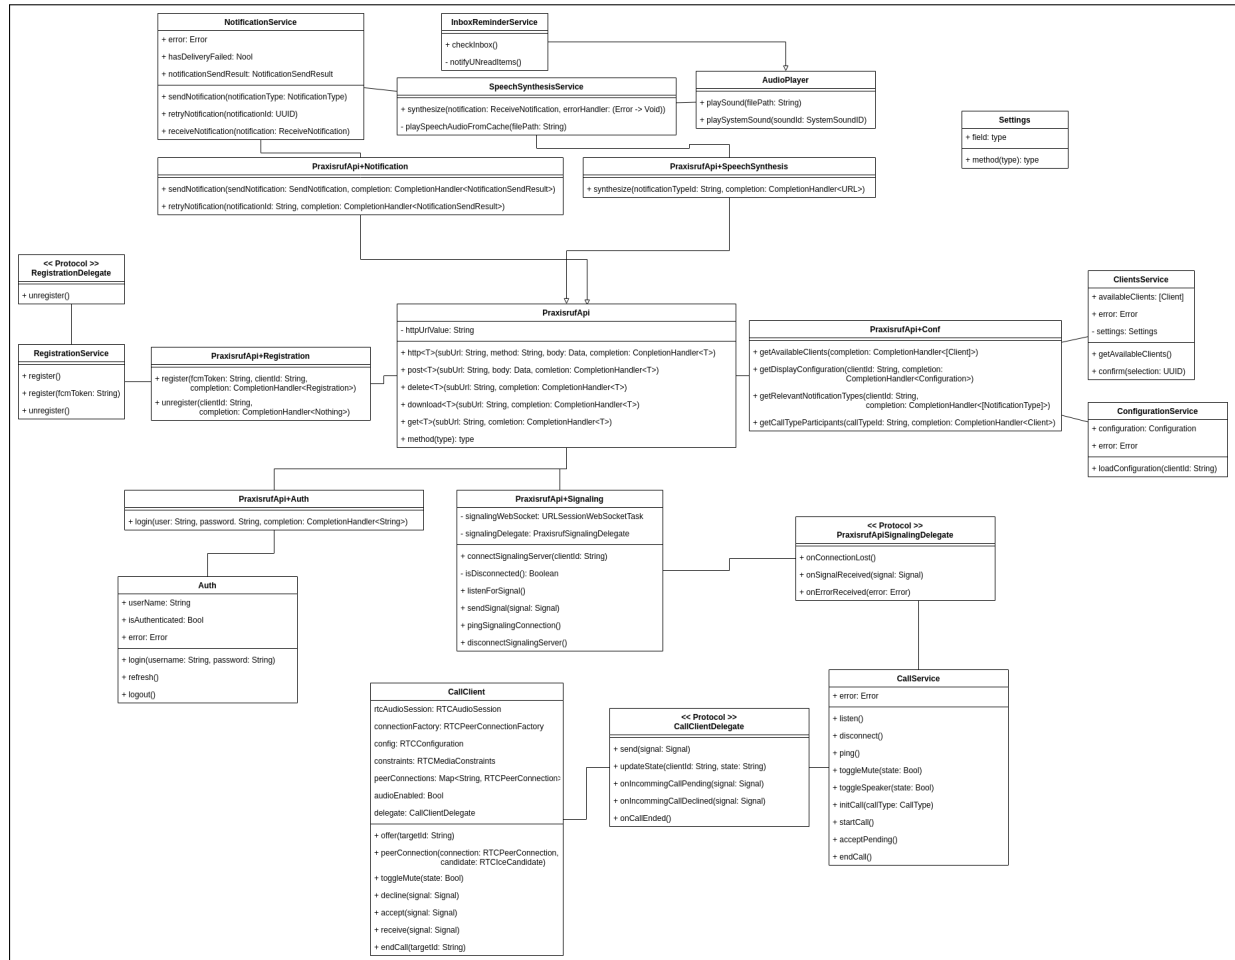 NotificationService
+ error: Error
+ hasDeliveryFailed: Nool
+ notificationSendResult: NotificationSendResult
+ sendNotification(notificationType: NotificationType)
+ retryNotification(notificationId: UUID)
+ receiveNotification(notification: ReceiveNotification)
InboxReminderService
+ checkInbox()
- notifyUNreadItems()
SpeechSynthesisService
+ synthesize(notification: ReceiveNotification, errorHandler: (Error -> Void))
- playSpeechAudioFromCache(filePath: String)
AudioPlayer
+ playSound(filePath: String)
+ playSystemSound(soundId: SystemSoundID)
Settings
+ field: type
+ method(type): type
PraxisrufApi+Notification
+ sendNotification(sendNotification: SendNotification, completion: CompletionHandler<NotificationSendResult>)
+ retryNotification(notificationId: String, completion: CompletionHandler<NotificationSendResult>)
PraxisrufApi+SpeechSynthesis
+ synthesize(notificationTypeId: String, completion: CompletionHandler<URL>)
<< Protocol >>
RegistrationDelegate
+ unregister()
RegistrationService
+ register()
+ register(fcmToken: String)
+ unregister()
PraxisrufApi+Registration
+ register(fcmToken: String, clientId: String,
completion: CompletionHandler<Registration>)
+ unregister(clientId: String,
completion: CompletionHandler<Nothing>)
PraxisrufApi
- httpUrlValue: String
+ http<T>(subUrl: String, method: String, body: Data, completion: ConpletionHandler<T>)
+ post<T>(subUrl: String, body: Data, comletion: CompletionHandler<T>)
+ delete<T>(subUrl: String, completion: CompletionHandler<T>)
+ download<T>(subUrl: String, completion: CompletionHandler<T>)
+ get<T>(subUrl: String, comletion: CompletionHandler<T>)
+ method(type): type
PraxisrufApi+Conf
+ getAvailableClients(completion: CompletionHandler<[Client]>)
+ getDisplayConfiguration(clientId: String, completion:
CompletionHandler<Configuration>)
+ getRelevantNotificationTypes(clientId: String,
completion: CompletionHandler<[NotificationType]>)
+ getCallTypeParticipants(callTypeId: String, completion: CompletionHandler<Client>)
ClientsService
+ availableClients: [Client]
+ error: Error
- settings: Settings
+ getAvailableClients()
+ confirm(selection: UUID)
ConfigurationService
+ configuration: Configuration
+ error: Error
+ loadConfiguration(clientId: String)
PraxisrufApi+Auth
+ login(user: String, password. String, completion: CompletionHandler<String>)
Auth
+ userName: String
+ isAuthenticated: Bool
+ error: Error
+ login(username: String, password: String)
+ refresh()
+ logout()
PraxisrufApi+Signaling
- signalingWebSocket: URLSessionWebSocketTask
- signalingDelegate: PraxisrufSignalingDelegate
+ connectSignalingServer(clientId: String)
- isDisconnected(): Boolean
+ listenForSignal()
+ sendSignal(signal: Signal)
+ pingSignalingConnection()
+ disconnectSignalingServer()
<< Protocol >>
PraxisrufApiSignalingDelegate
+ onConnectionLost()
+ onSignalReceived(signal: Signal)
+ onErrorReceived(error: Error)
CallClient
rtcAudioSession: RTCAudioSession
connectionFactory: RTCPeerConnectionFactory
config: RTCConfiguration
constraints: RTCMediaConstraints
peerConnections: Map<String, RTCPeerConnection>
audioEnabled: Bool
delegate: CallClientDelegate
+ offer(targetId: String)
+ peerConnection(connection: RTCPeerConnection,
candidate: RTCIceCandidate)
+ toggleMute(state: Bool)
+ decline(signal: Signal)
+ accept(signal: Signal)
+ receive(signal: Signal)
+ endCall(targetId: String)
<< Protocol >>
CallClientDelegate
+ send(signal: Signal)
+ updateState(clientId: String, state: String)
+ onIncommingCallPending(signal: Signal)
+ onIncommingCallDeclined(signal: Signal)
+ onCallEnded()
CallService
+ error: Error
+ listen()
+ disconnect()
+ ping()
+ toggleMute(state: Bool)
+ toggleSpeaker(state: Bool)
+ initCall(callType: CallType)
+ startCall()
+ acceptPending()
+ endCall()